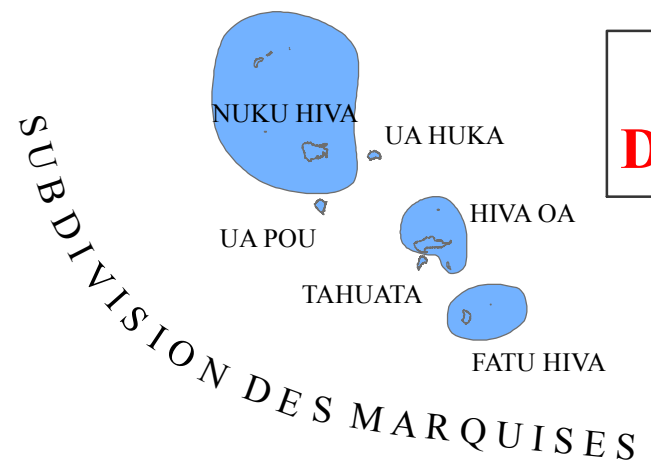 NUKU HIVA
UA HUKA
D
HIVA OA
UA POU
TAHUATA
FATU HIVA
SUBDIVISION DES MARQUISES